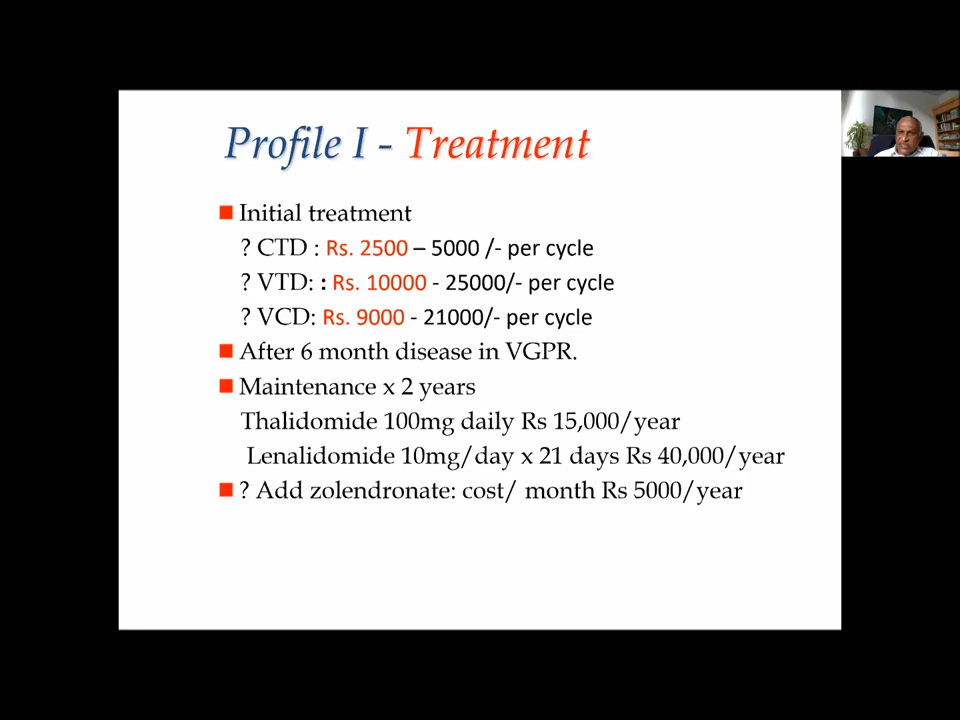 Profile I - Treatment
Initial treatment
? CTD : Rs. 2500 – 5000 /- per cycle
? VTD: : Rs. 10000 - 25000/- per cycle
? VCD: Rs. 9000 - 21000/- per cycle
After 6 month disease in VGPR.
Maintenance x 2 years
Thalidomide 100mg daily Rs 15,000/year
Lenalidomide 10mg/day x 21 days Rs 40,000/year
? Add zolendronate: cost/ month Rs 5000/year